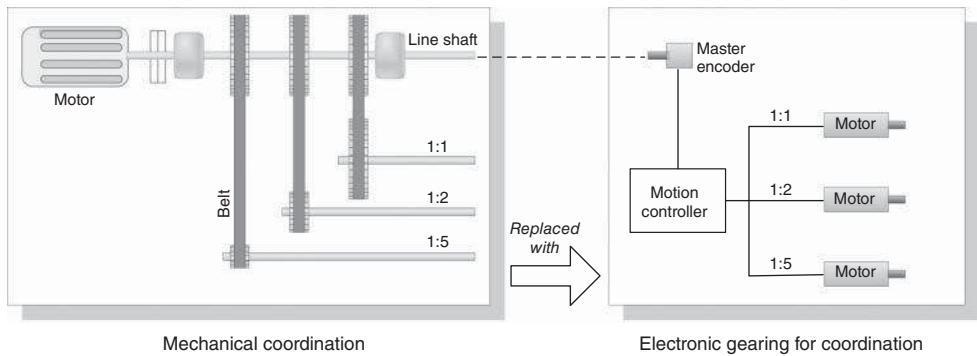 Motor
Line shaft
Belt
1:1
1:2
1:5
Replaced
with
Master
encoder
Motion
controller
1:1
Motor
1:2
Motor
1:5
Motor
Mechanical coordination
Electronic gearing for coordination